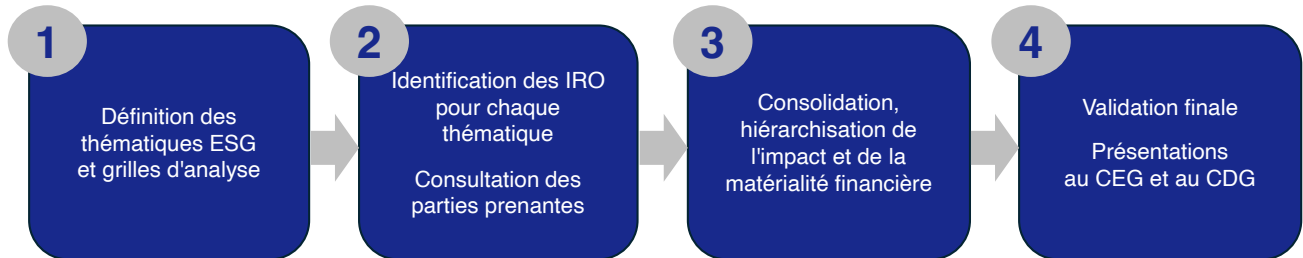 1
Définition des
thématiques ESG
et grilles d'analyse
2
Identification des IRO
pour chaque
thématique
Consultation des
parties prenantes
3
Consolidation,
hiérarchisation de
l'impact et de la
matérialité financière
4
Validation finale
Présentations
au CEG et au CDG